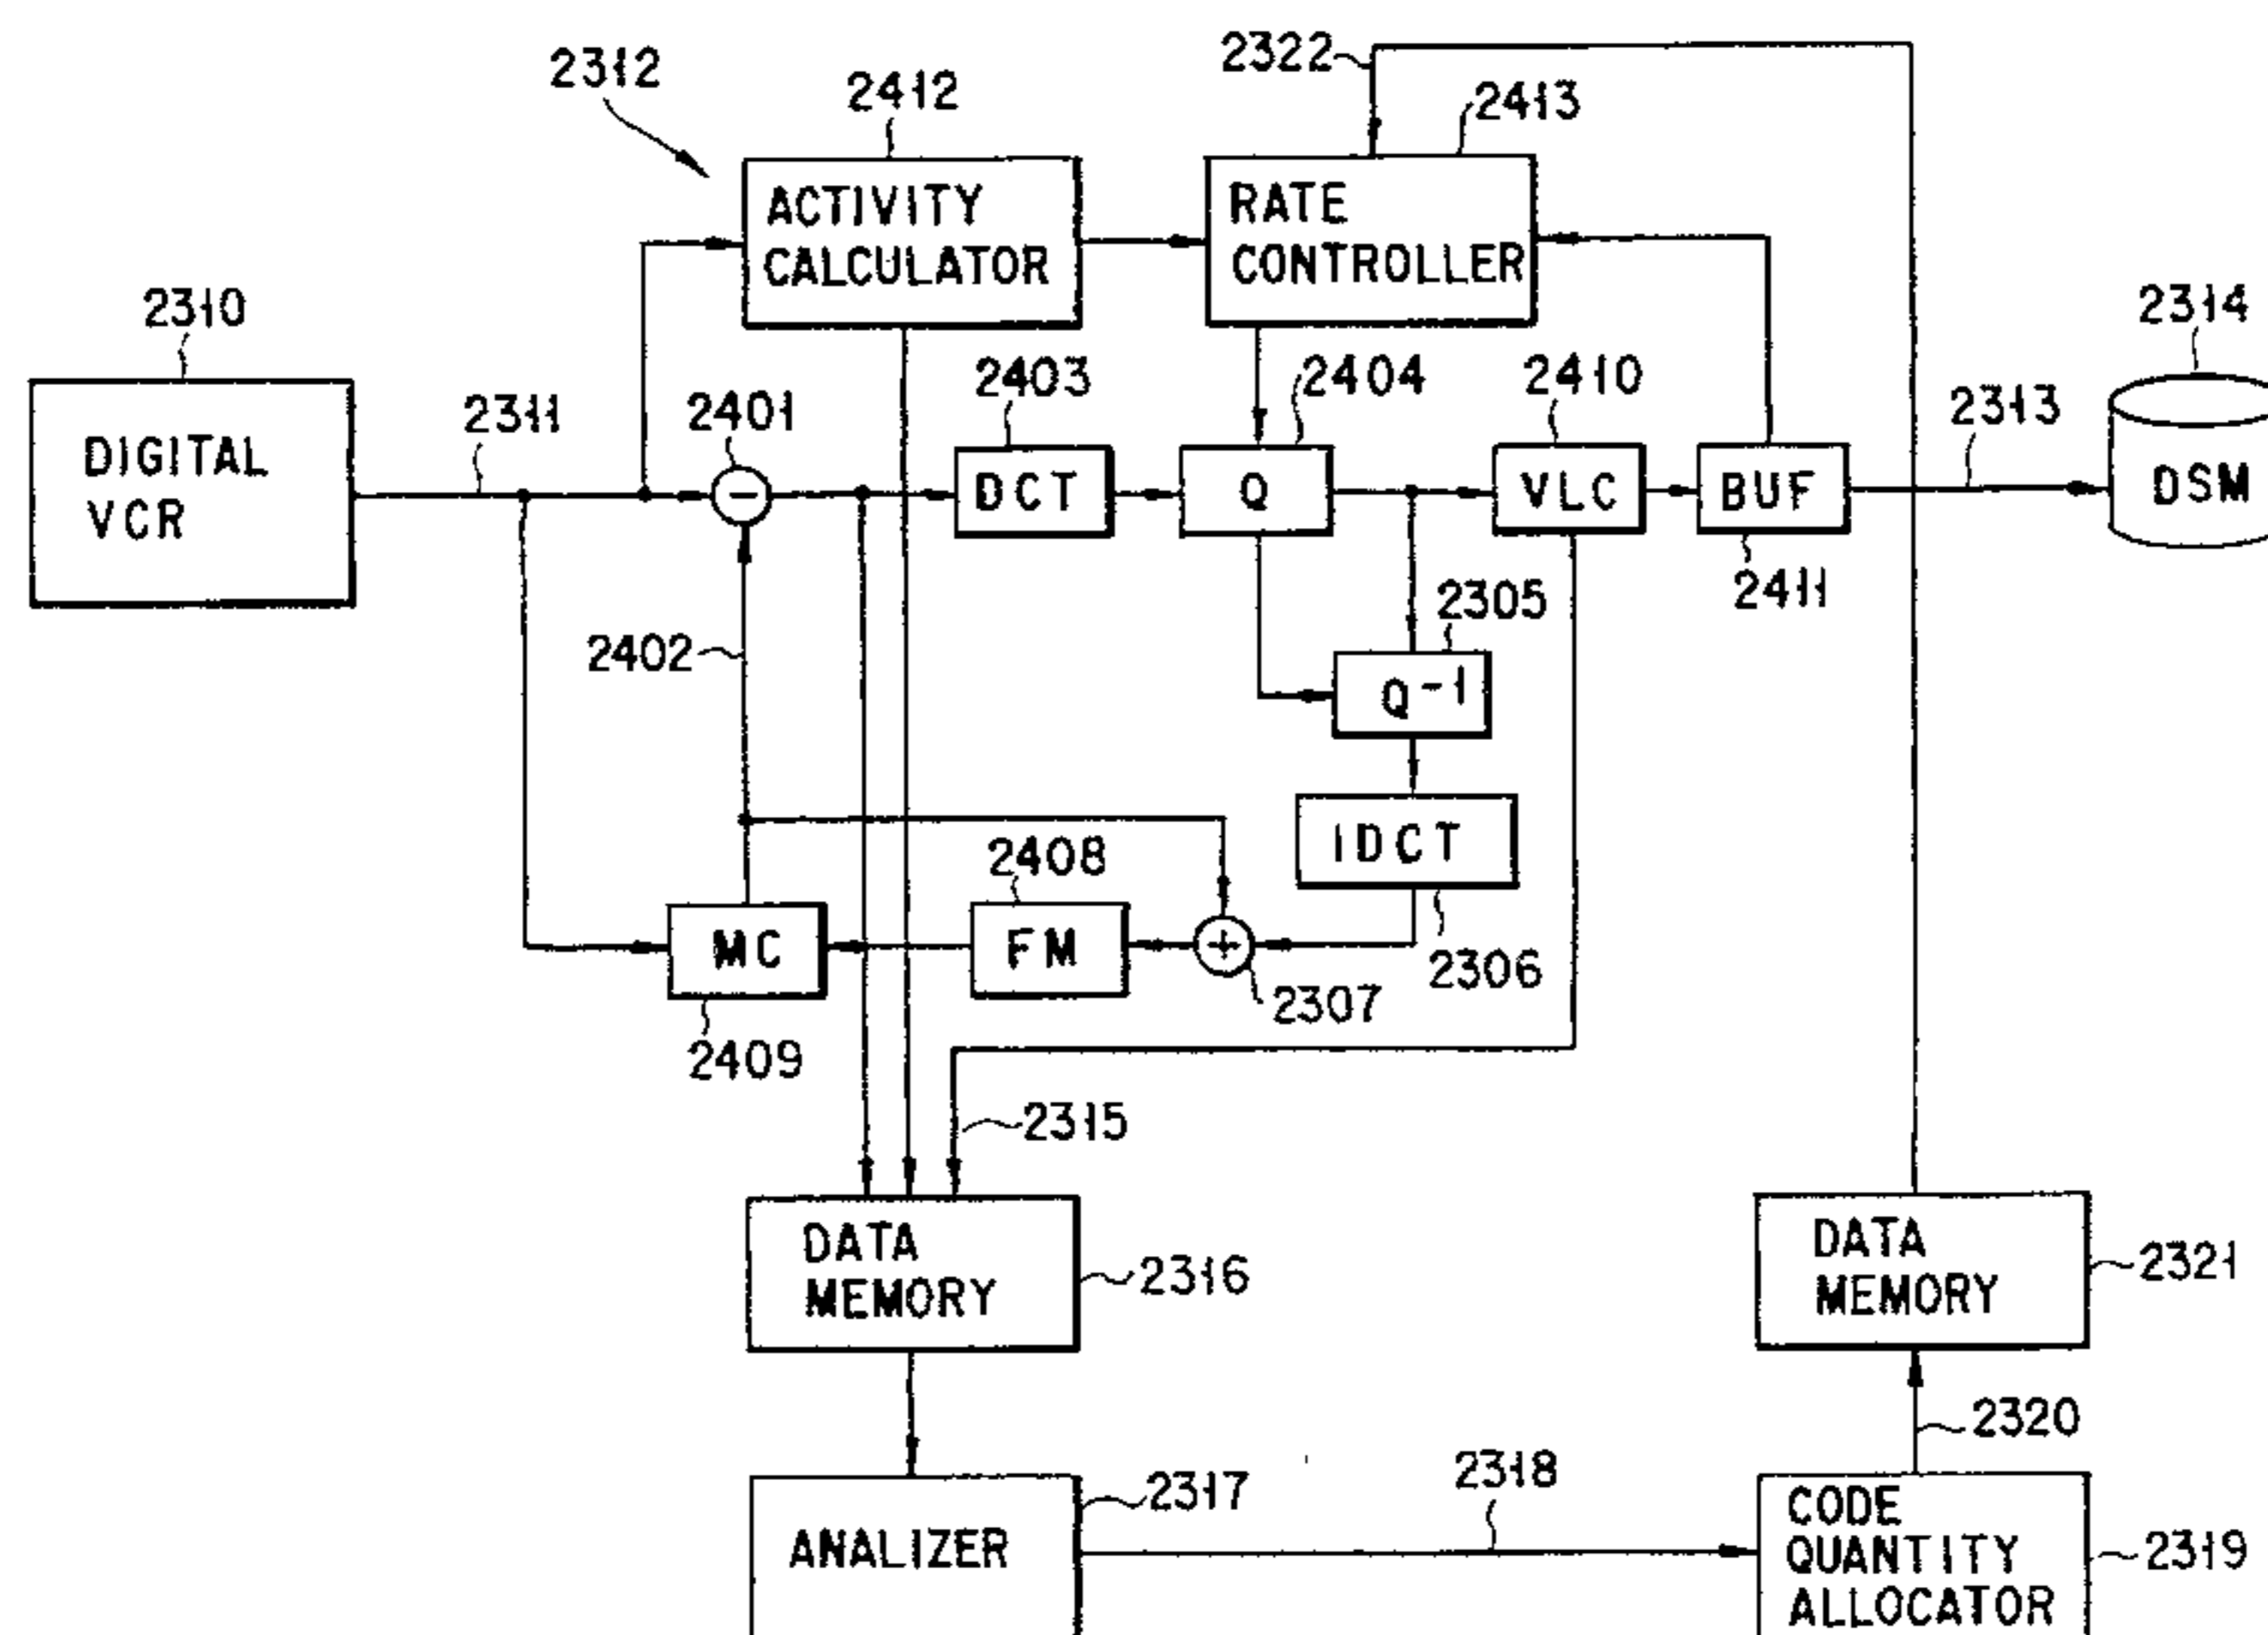 2312
2412
2322
2413
ACTIVITY
CALCULATOR
RATE
CONTROLLER
2310
2314
DIGITAL
VCR
2311
2401
2403
DCT
2404
Q
2410
VLC
BUF
2411
2313
DSM
2402
2305
Q-1
IDCT
2306
2408
FM
MC
2409
2307
2315
DATA
MEMORY
2316
DATA
MEMORY
2321
2320
ANALIZER
2317
2318
CODE
QUANTITY
ALLOCATOR
2319